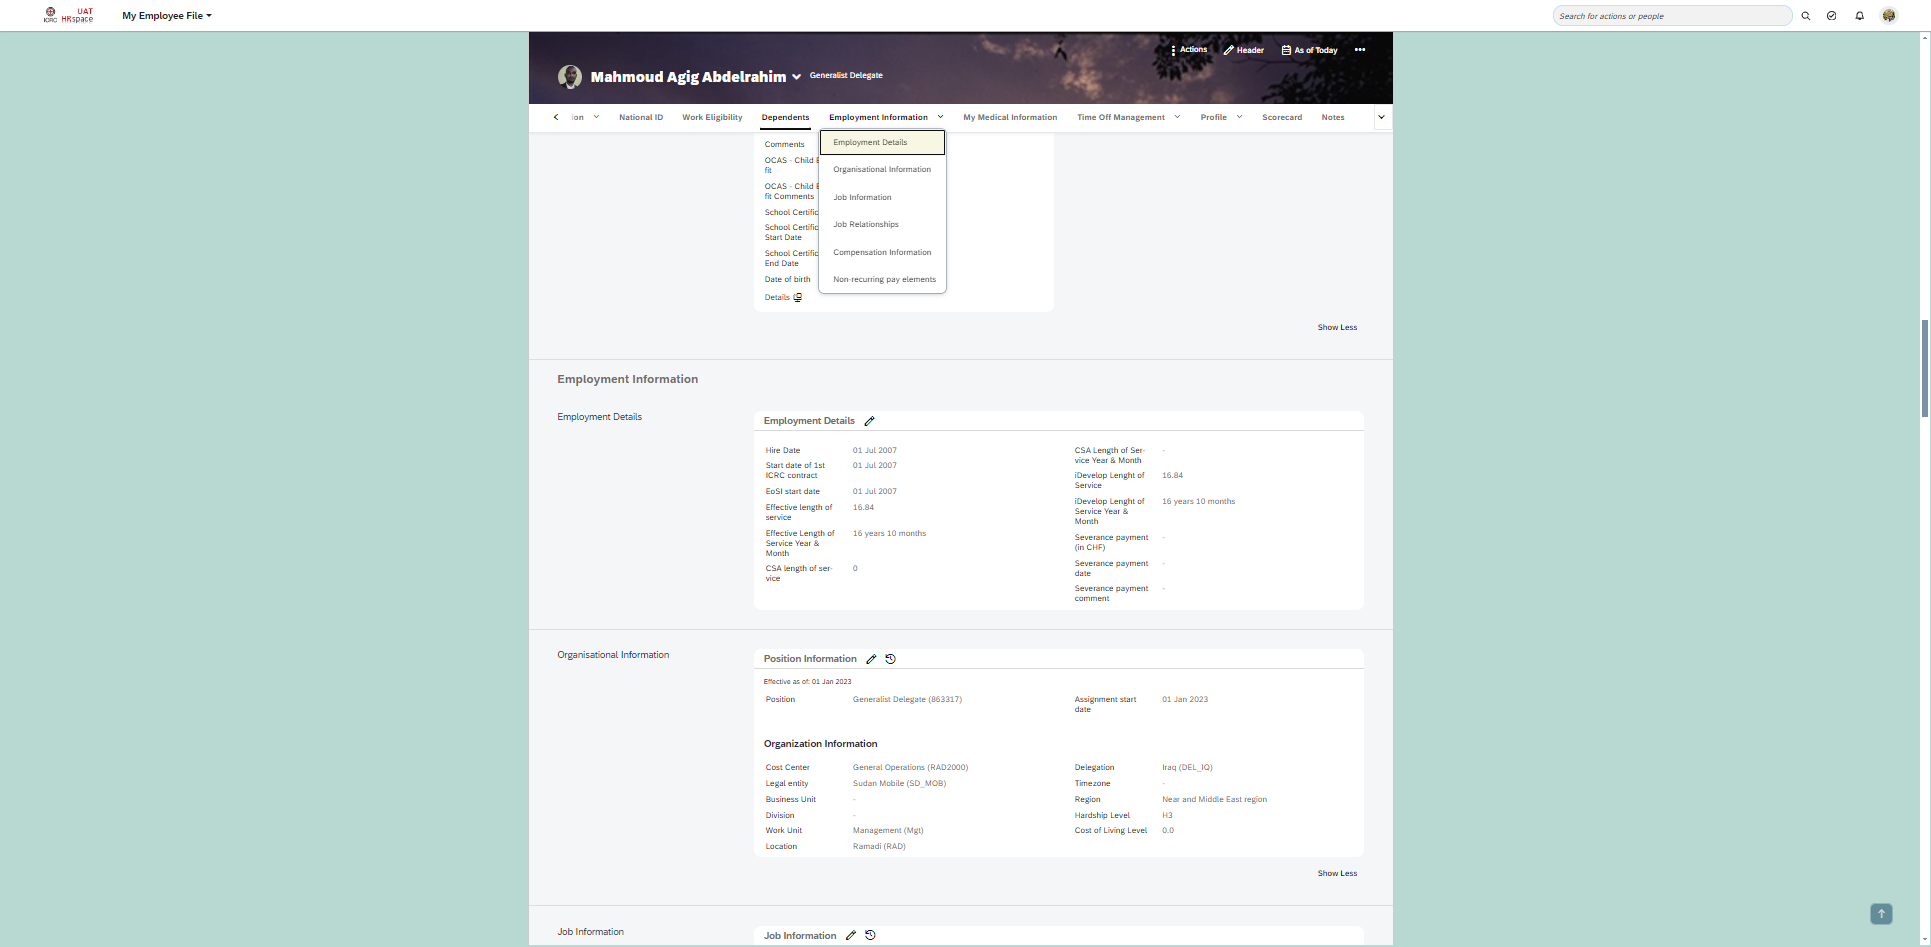 UAT
ICRC HRspace
My Employee File
Search for actions or people
Actions
Header
As of Today
Mahmoud Agig Abdelrahim
Generalist Delegate
ion
National ID
Work Eligibility
Dependents
Employment Information
My Medical Information
Time Off Management
Profile
Scorecard
Notes
Employment Details
Organisational Information
Job Information
Job Relationships
Compensation Information
Non-recurring pay elements
Comments
OCAS - Child E
fit
OCAS - Child E
fit Comments
School Certific
School Certific
Start Date
School Certific
End Date
Date of birth
Details
Show Less
Employment Information
Employment Details
Employment Details
Hire Date 01 Jul 2007
Start date of 1st
ICRC contract 01 Jul 2007
EoSI start date 01 Jul 2007
Effective length of
service 16.84
Effective Length of
Service Year &
Month 16 years 10 months
CSA length of ser-
vice 0
CSA Length of Ser-
vice Year & Month -
iDevelop Lenght of
Service 16.84
iDevelop Lenght of
Service Year &
Month 16 years 10 months
Severance payment
(in CHF) -
Severance payment
date -
Severance payment
comment -
Organisational Information
Position Information
Effective as of: 01 Jan 2023
Position Generalist Delegate (863317)
Assignment start
date 01 Jan 2023
Organization Information
Cost Center General Operations (RAD2000)
Legal entity Sudan Mobile (SD_MOB)
Business Unit -
Division -
Work Unit Management (Mgt)
Location Ramadi (RAD)
Delegation Iraq (DEL_IQ)
Timezone -
Region Near and Middle East region
Hardship Level H3
Cost of Living Level 0.0
Show Less
Job Information
Job Information